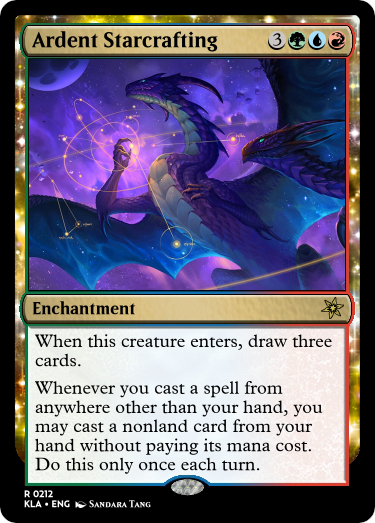 Ardent Starcrafting 3
Enchantment
When this creature enters, draw three
cards.
Whenever you cast a spell from
anywhere other than your hand, you
may cast a nonland card from your
hand without paying its mana cost.
Do this only once each turn.
R 0212
KLA • ENG Sandara Tang